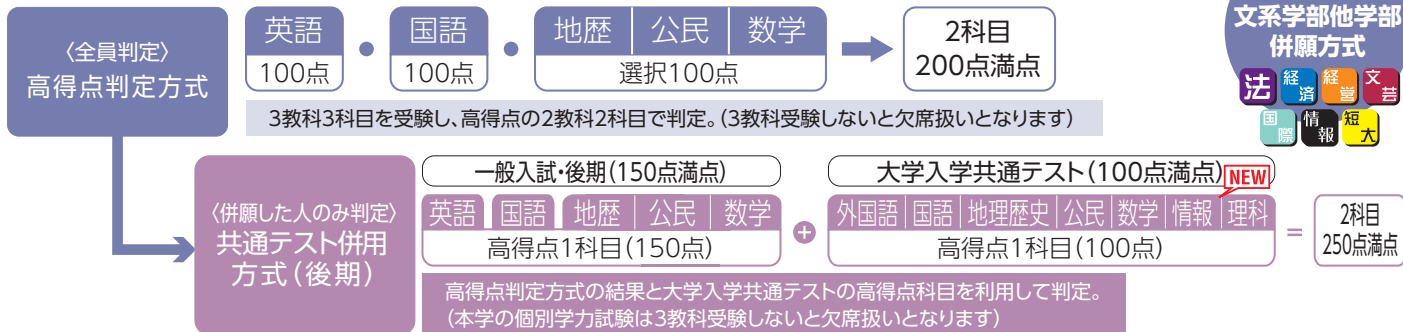 〈全員判定〉
高得点判定方式
英語
100点
・
国語
100点
・
地歴 公民 数学
選択100点
2科目
200点満点
文系学部他学部
併願方式
法 経済 経営 文芸
国際 情報 短大
3教科3科目を受験し、高得点の2教科2科目で判定。(3教科受験しないと欠席扱いとなります)
〈併願した人のみ判定〉
共通テスト併用
方式(後期)
一般入試・後期(150点満点)
英語 国語 地歴 公民 数学
高得点1科目(150点)
+
大学入学共通テスト(100点満点)
NEW
外国語 国語 地理歴史 公民 数学 情報 理科
高得点1科目(100点)
=
2科目
250点満点
高得点判定方式の結果と大学入学共通テストの高得点科目を利用して判定。
(本学の個別学力試験は3教科受験しないと欠席扱いとなります)